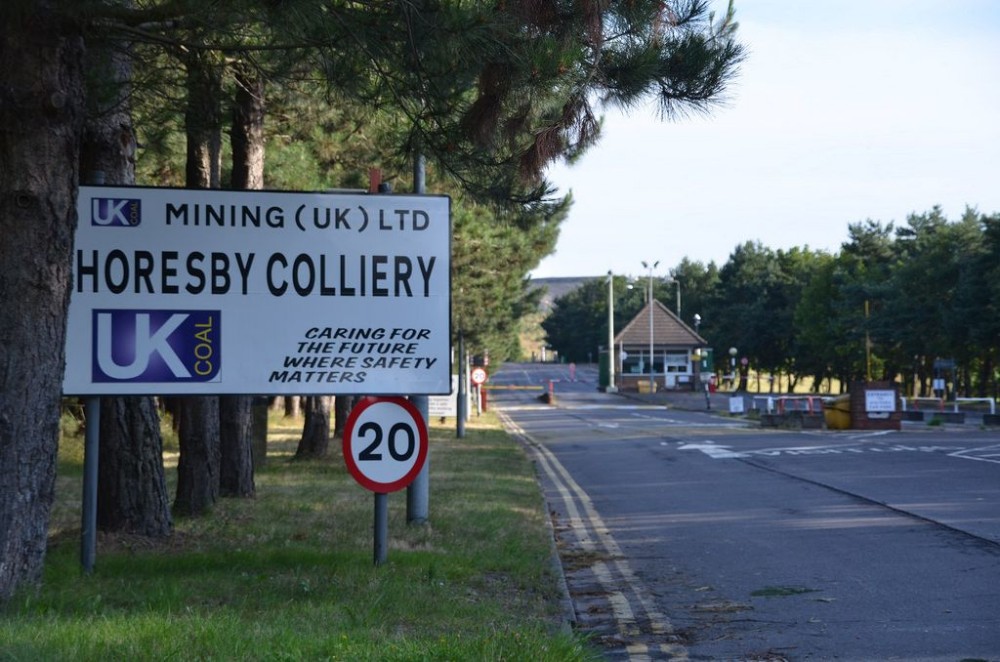 UK COAL MINING (UK) LTD
HORESBY COLLIERY
UK COAL
CARING FOR
THE FUTURE
WHERE SAFETY
MATTERS
20